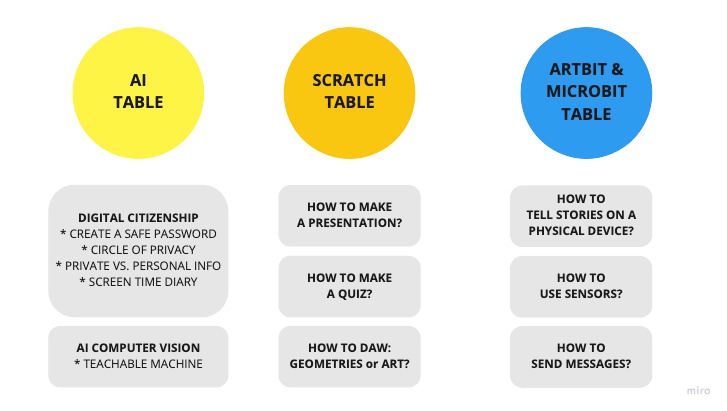 AI
TABLE
SCRATCH
TABLE
ARTBIT &
MICROBIT
TABLE
DIGITAL CITIZENSHIP
* CREATE A SAFE PASSWORD
* CIRCLE OF PRIVACY
* PRIVATE VS. PERSONAL INFO
* SCREEN TIME DIARY
AI COMPUTER VISION
* TEACHABLE MACHINE
HOW TO MAKE
A PRESENTATION?
HOW TO MAKE
A QUIZ?
HOW TO DAW:
GEOMETRIES or ART?
HOW TO
TELL STORIES ON A
PHYSICAL DEVICE?
HOW TO
USE SENSORS?
HOW TO
SEND MESSAGES?
miro